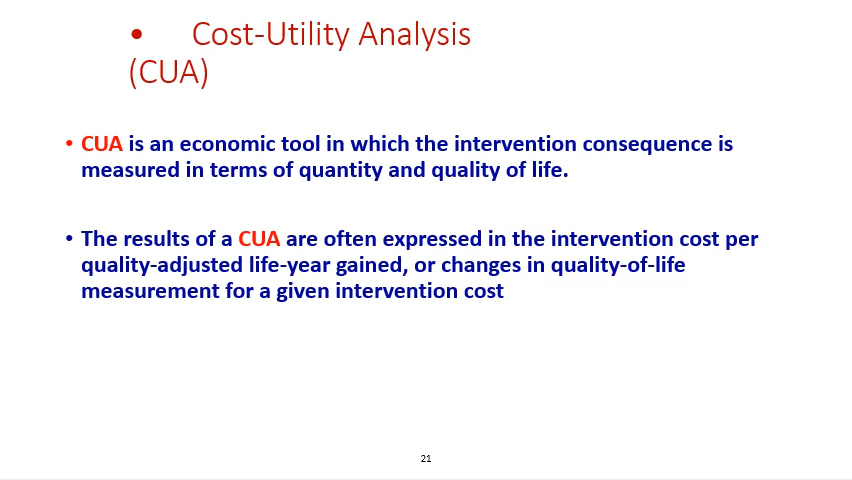 • Cost-Utility Analysis
(CUA)
• CUA is an economic tool in which the intervention consequence is
measured in terms of quantity and quality of life.
• The results of a CUA are often expressed in the intervention cost per
quality-adjusted life-year gained, or changes in quality-of-life
measurement for a given intervention cost
21